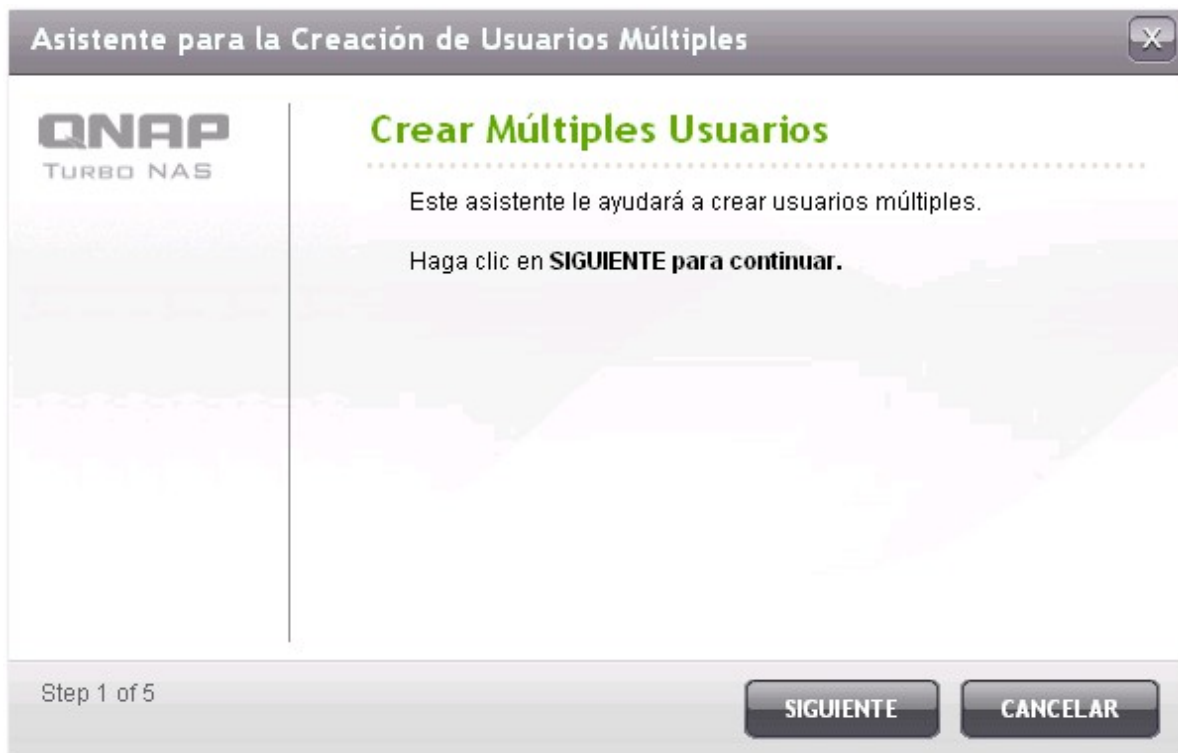 Asistente para la Creación de Usuarios Múltiples
X
QNAP
TURBO NAS
Crear Múltiples Usuarios
Este asistente le ayudará a crear usuarios múltiples.
Haga clic en SIGUIENTE para continuar.
Step 1 of 5
SIGUIENTE
CANCELAR